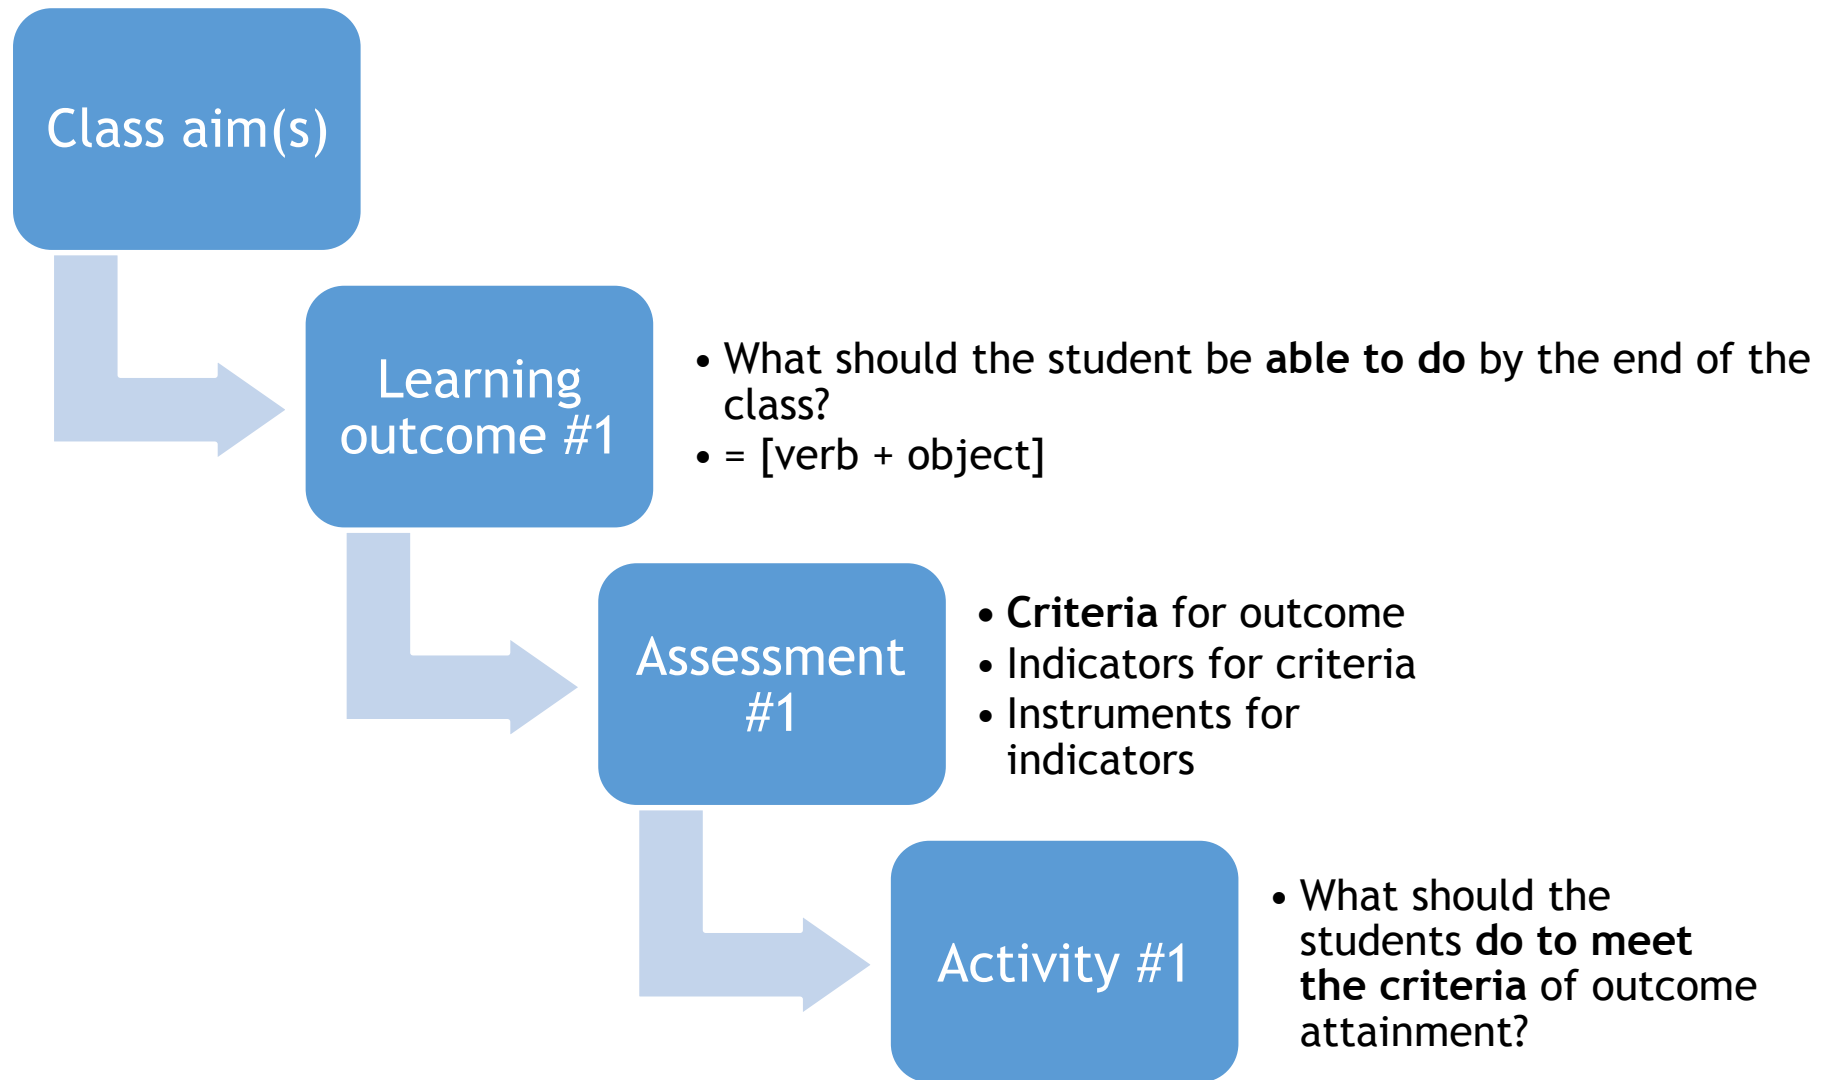 Class aim(s)
Learning
outcome #1
• What should the student be able to do by the end of the
class?
• = [verb + object]
Assessment
#1
• Criteria for outcome
• Indicators for criteria
• Instruments for
indicators
Activity #1
• What should the
students do to meet
the criteria of outcome
attainment?